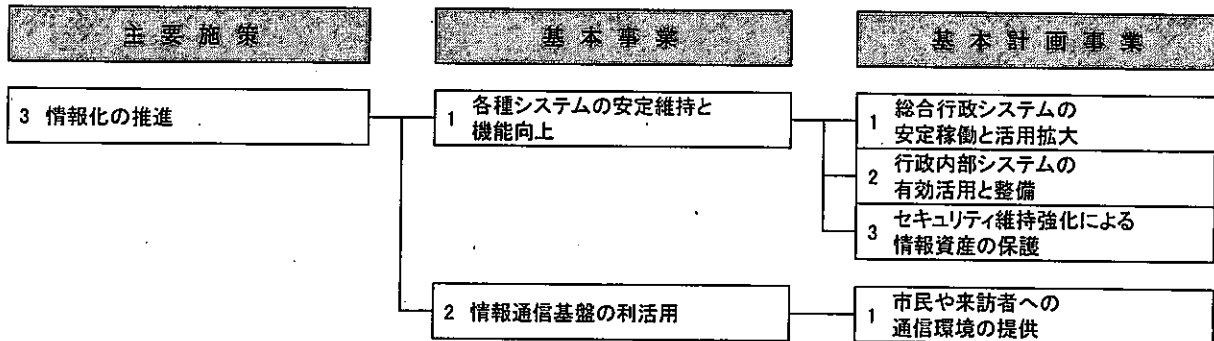 主要施策
基本事業
基本計画事業
3 情報化の推進
1 各種システムの安定維持と
機能向上
1 総合行政システムの
安定稼働と活用拡大
2 行政内部システムの
有効活用と整備
3 セキュリティ維持強化による
情報資産の保護
2 情報通信基盤の利活用
1 市民や来訪者への
通信環境の提供